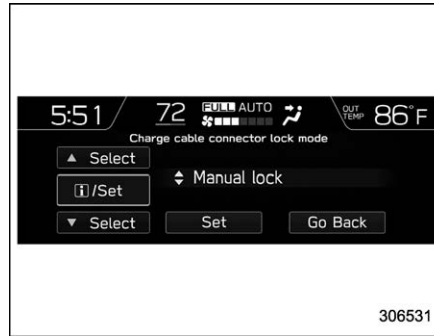 5:51 72 FULL AUTO OUT TEMP 86°F
Charge cable connector lock mode
▲ Select
i/Set
Manual lock
▼ Select Set Go Back
306531